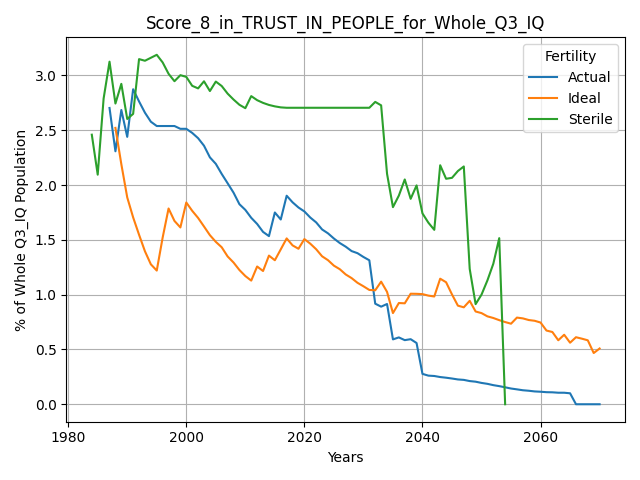 Score_8_in_TRUST_IN_PEOPLE_for_Whole_Q3_IQ
Fertility
Actual
Ideal
Sterile
% of Whole Q3_IQ Population
3.0
2.5
2.0
1.5
1.0
0.5
0.0
1980
2000
2020
2040
2060
Years